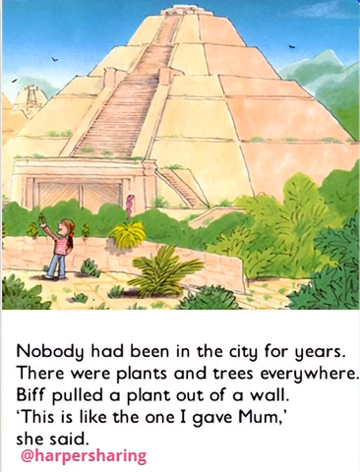 Nobody had been in the city for years.
There were plants and trees everywhere.
Biff pulled a plant out of a wall.
‘This is like the one I gave Mum,’
she said.
@harpersharing